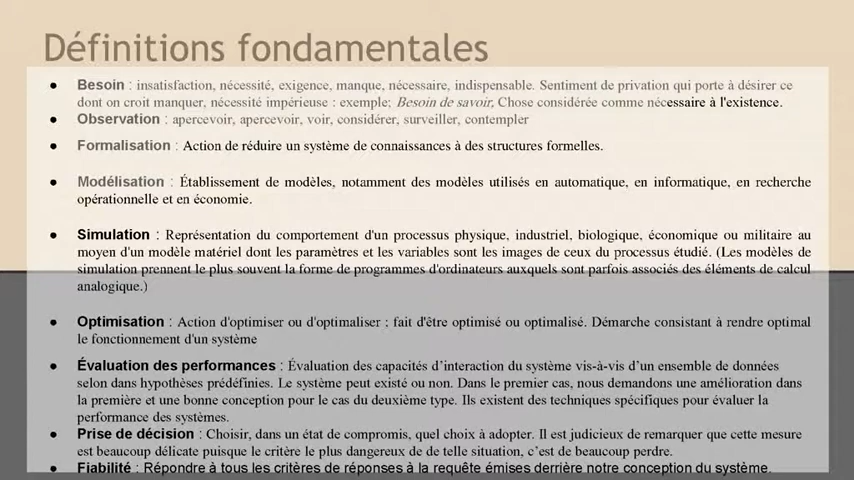 Définitions fondamentales
● Besoin : insatisfaction, nécessité, exigence, manque, nécessaire, indispensable. Sentiment de privation qui porte à désirer ce
dont on croit manquer, nécessité impérieuse : exemple; Besoin de savoir, Chose considérée comme nécessaire à l'existence.
● Observation : apercevoir, apercevoir, voir, considérer, surveiller, contempler
● Formalisation : Action de réduire un système de connaissances à des structures formelles.
● Modélisation : Établissement de modèles, notamment des modèles utilisés en automatique, en informatique, en recherche
opérationnelle et en économie.
● Simulation : Représentation du comportement d'un processus physique, industriel, biologique, économique ou militaire au
moyen d'un modèle matériel dont les paramètres et les variables sont les images de ceux du processus étudié. (Les modèles de
simulation prennent le plus souvent la forme de programmes d'ordinateurs auxquels sont parfois associés des éléments de calcul
analogique.)
● Optimisation : Action d'optimiser ou d'optimaliser ; fait d'être optimisé ou optimalisé. Démarche consistant à rendre optimal
le fonctionnement d'un système
● Évaluation des performances : Évaluation des capacités d’interaction du système vis-à-vis d’un ensemble de données
selon dans hypothèses prédéfinies. Le système peut existé ou non. Dans le premier cas, nous demandons une amélioration dans
la première et une bonne conception pour le cas du deuxième type. Ils existent des techniques spécifiques pour évaluer la
performance des systèmes.
● Prise de décision : Choisir, dans un état de compromis, quel choix à adopter. Il est judicieux de remarquer que cette mesure
est beaucoup délicate puisque le critère le plus dangereux de de telle situation, c’est de beaucoup perdre.
● Fiabilité : Répondre à tous les critères de réponses à la requête émises derrière notre conception du système.